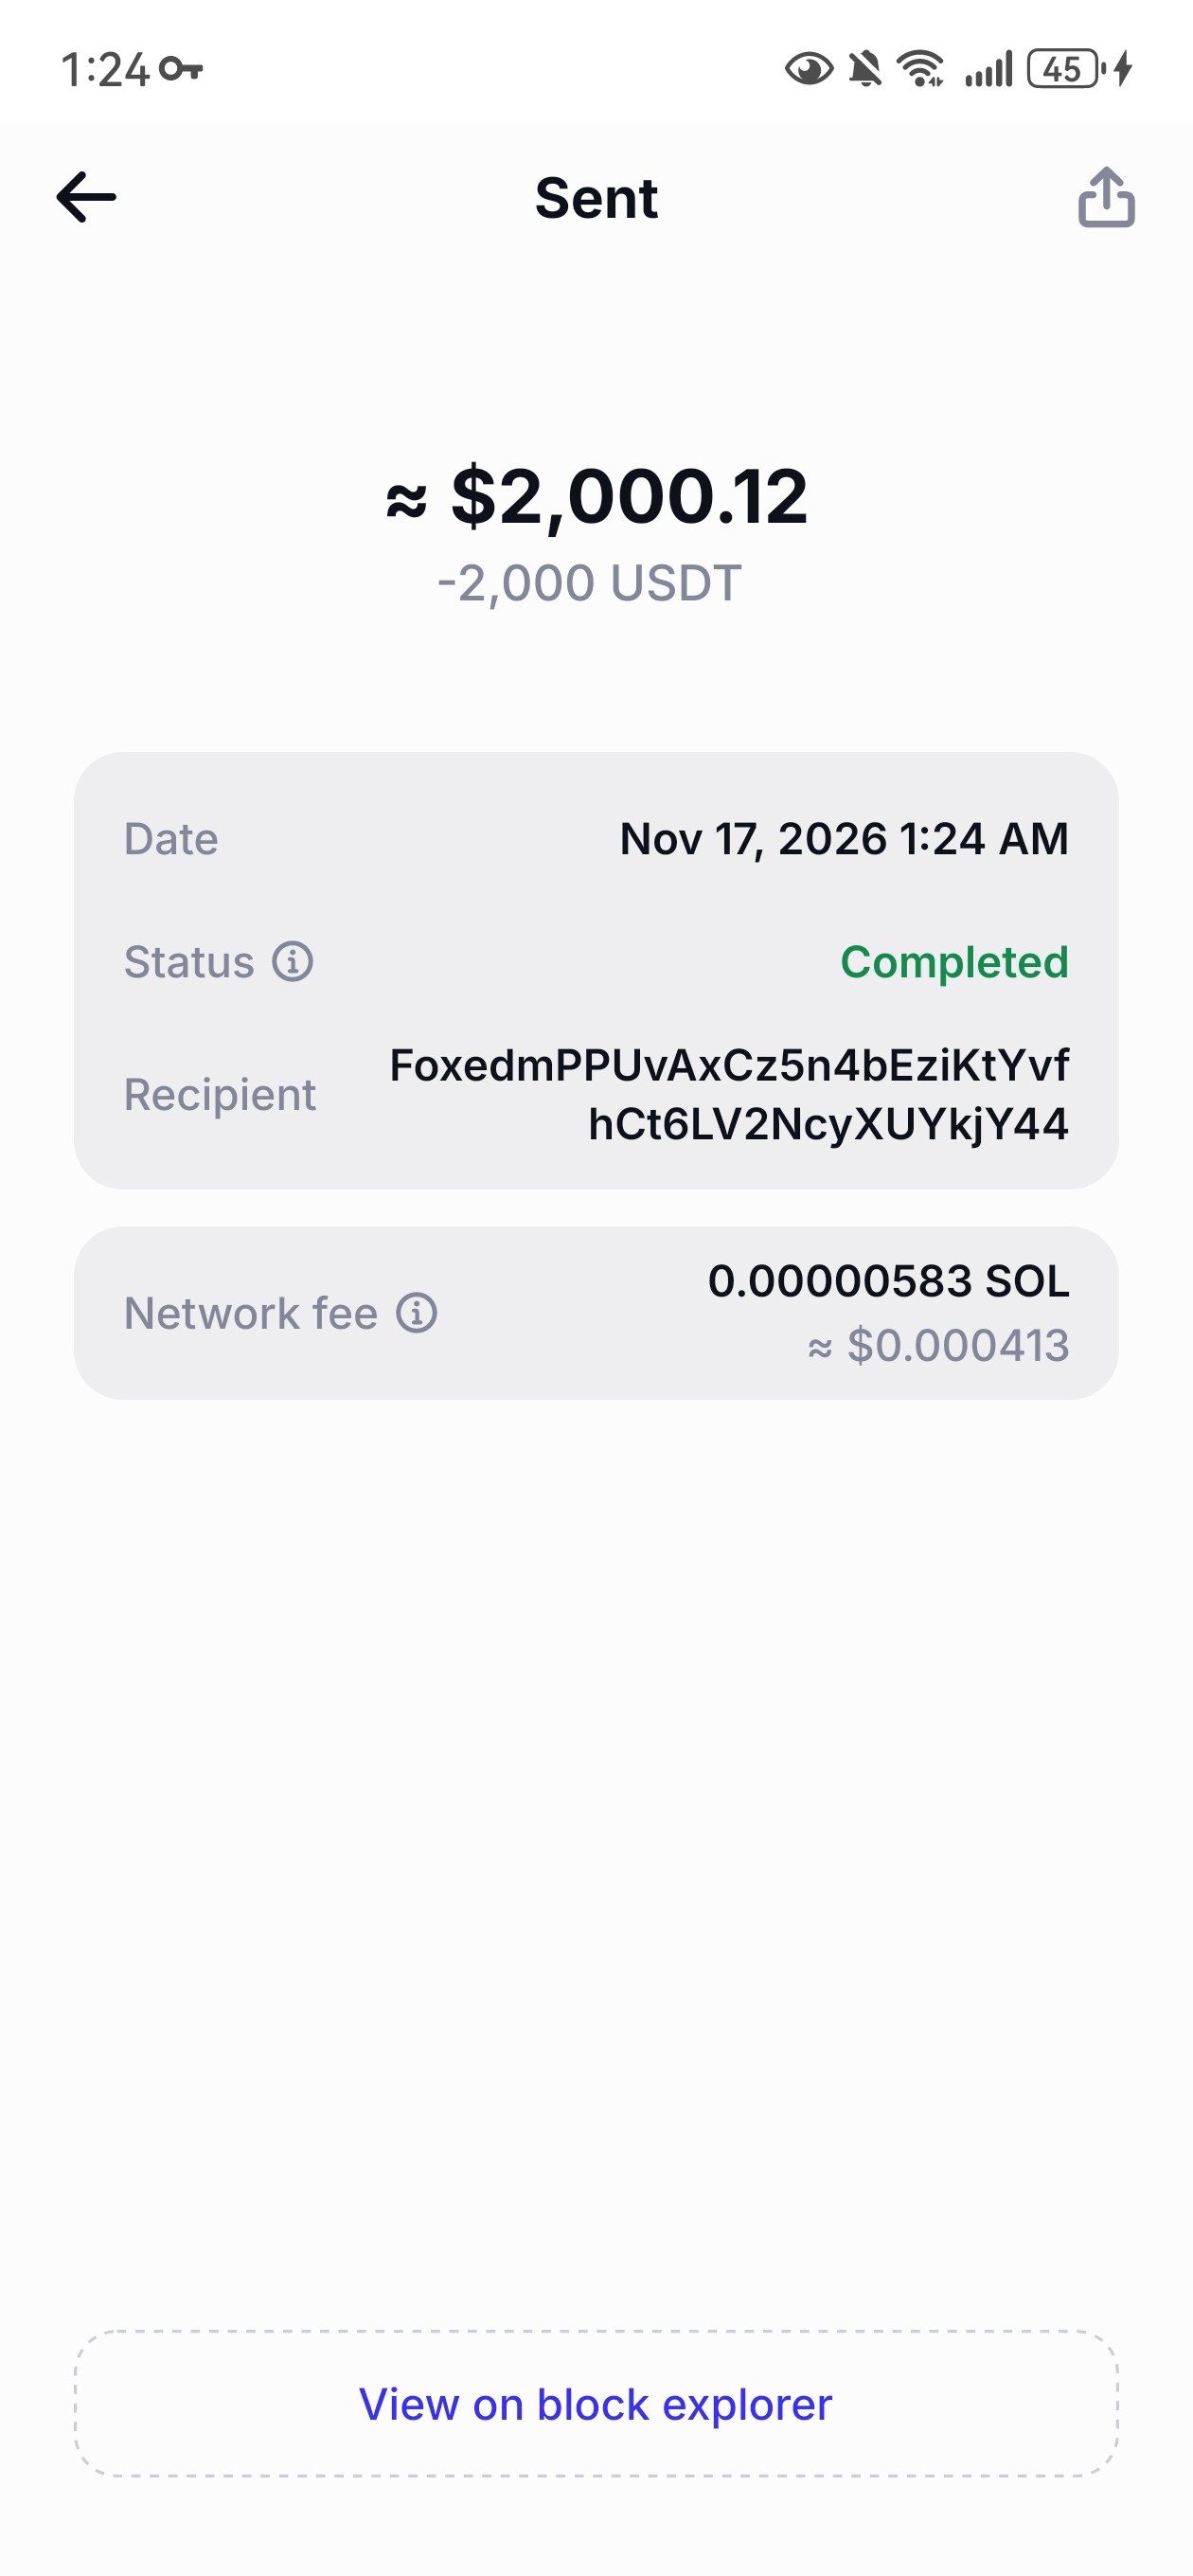 1:24
45
Sent
≈ $2,000.12
-2,000 USDT
Date
Nov 17, 2026 1:24 AM
Status
Completed
Recipient
FoxedmPPUvAxCz5n4bEziKtYvf
hCt6LV2NcyXUYkjY44
Network fee
0.00000583 SOL
≈ $0.000413
View on block explorer